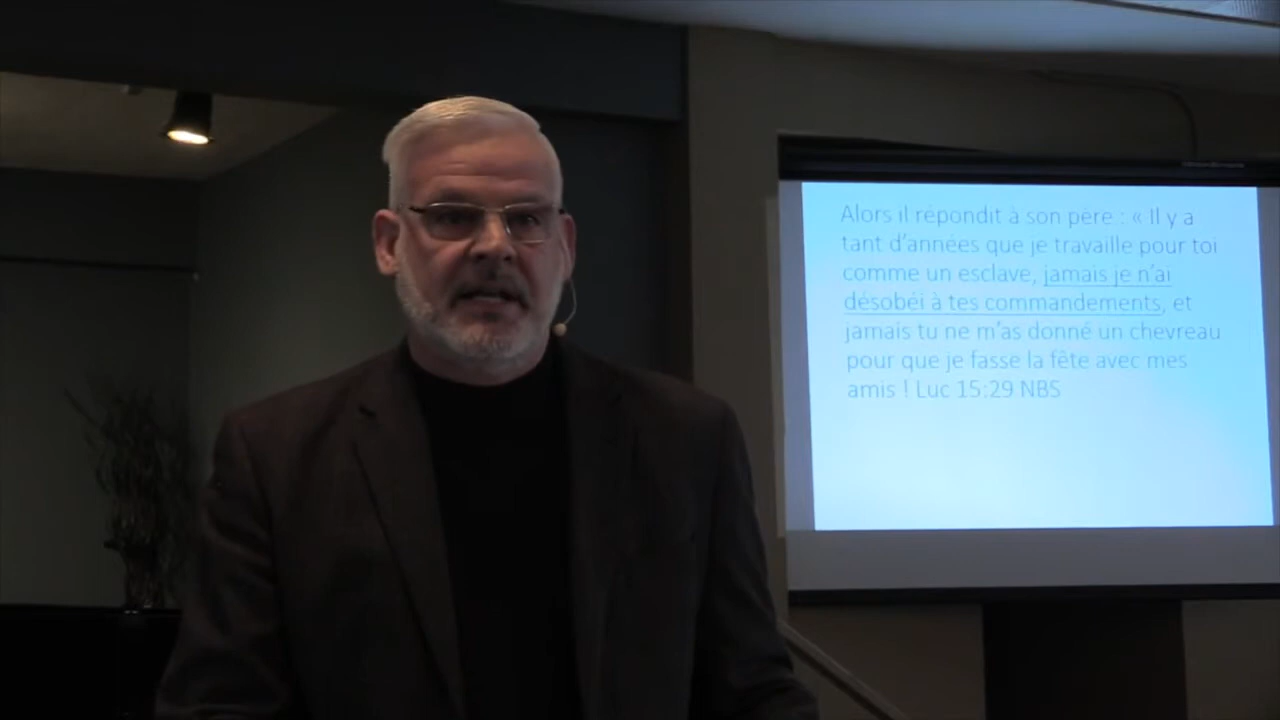 Alors il répondit à son père : « Il y a
tant d’années que je travaille pour toi
comme un esclave, jamais je n’ai
désobéi à tes commandements, et
jamais tu ne m’as donné un chevreau
pour que je fasse la fête avec mes
amis ! Luc 15:29 NBS